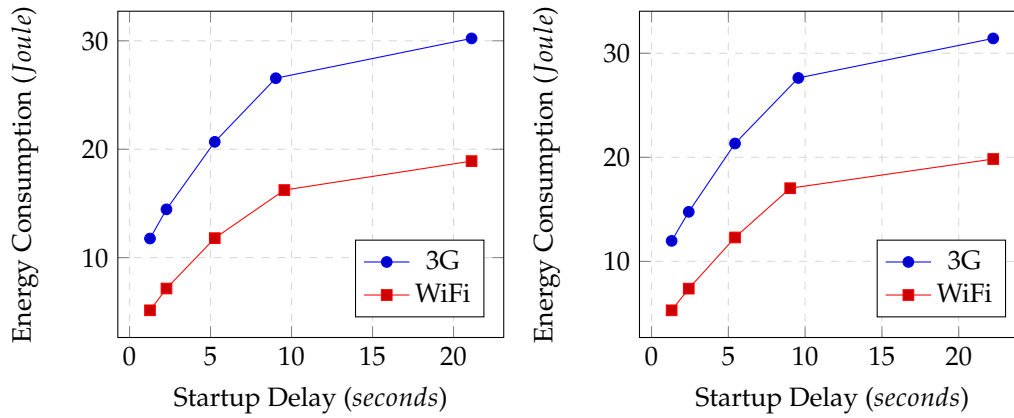 Energy Consumption (Joule)
30
20
10
3G
WiFi
0 5 10 15 20
Startup Delay (seconds)
Energy Consumption (Joule)
30
20
10
3G
WiFi
0 5 10 15 20
Startup Delay (seconds)